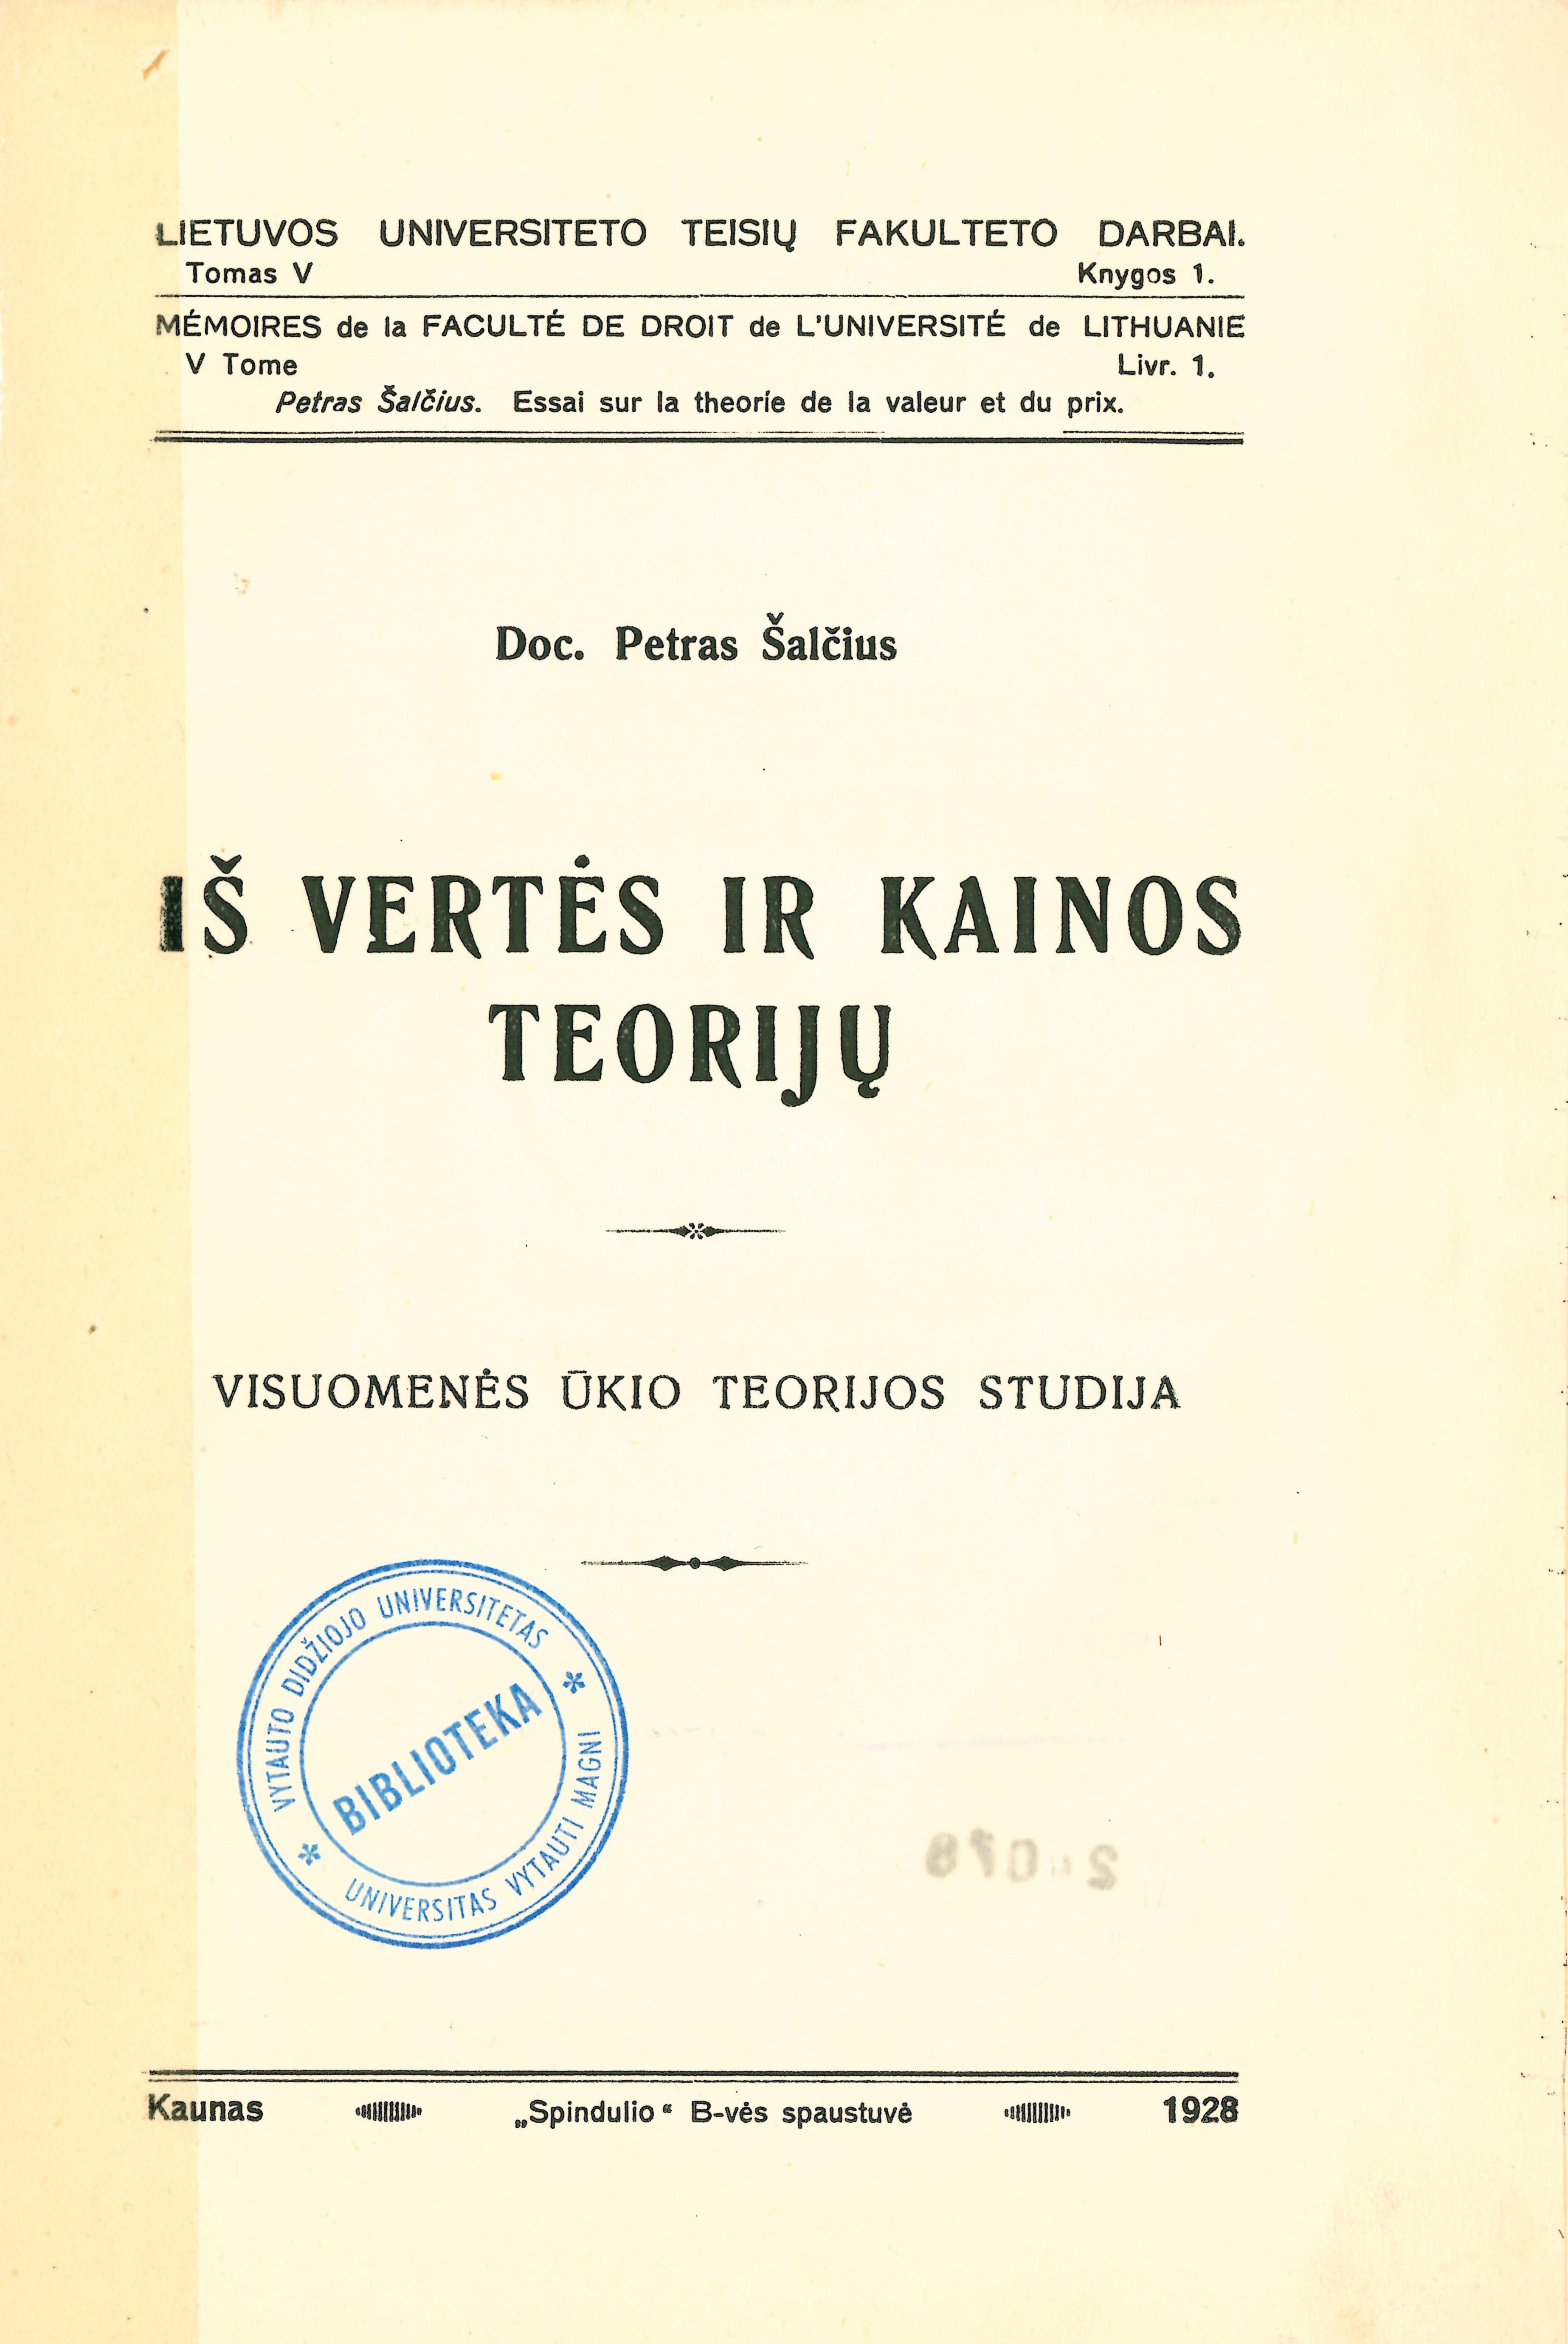 LIETUVOS UNIVERSITETO TEISIŲ FAKULTETO DARBAI.
Tomas V Knygos 1.
MÉMOIRES de la FACULTÉ DE DROIT de L'UNIVERSITÉ de LITHUANIE
V Tome Livr. 1.
Petras Šalčius. Essai sur la theorie de la valeur et du prix.
Doc. Petras Šalčius
IŠ VERTĖS IR KAINOS
TEORIJŲ
VISUOMENĖS ŪKIO TEORIJOS STUDIJA
VYTAUTO DIDŽIOJO UNIVERSITETAS
BIBLIOTEKA
UNIVERSITAS VYTAUTI MAGNI
Kaunas „Spindulio“ B-vės spaustuvė 1928